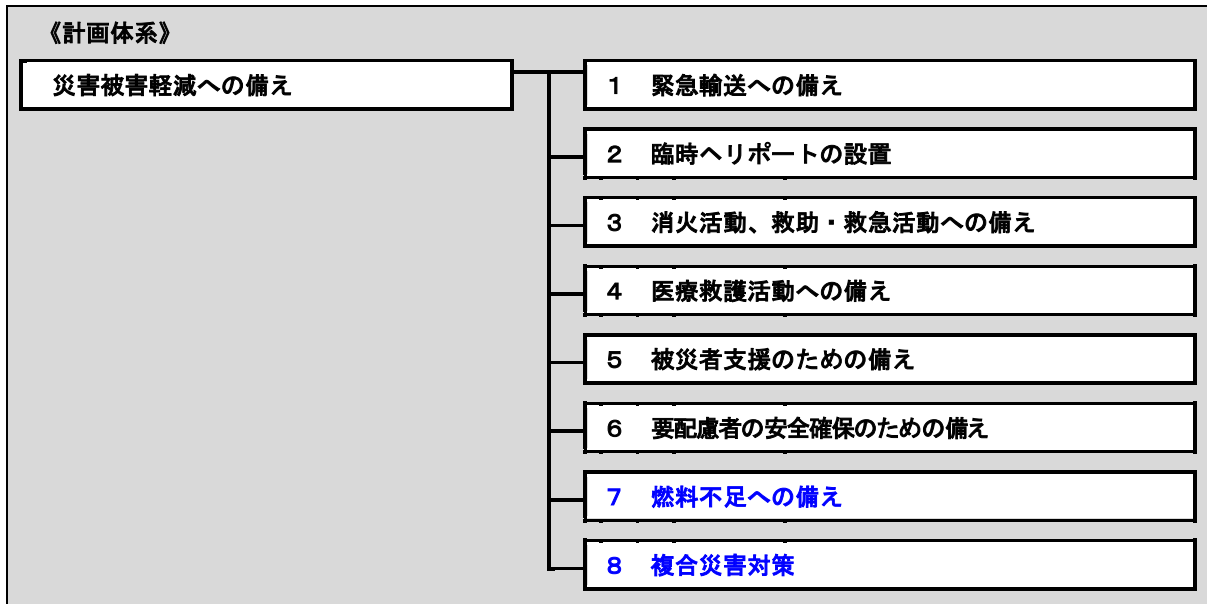 《計画体系》
災害被害軽減への備え
1 緊急輸送への備え
2 臨時ヘリポートの設置
3 消火活動、救助・救急活動への備え
4 医療救護活動への備え
5 被災者支援のための備え
6 要配慮者の安全確保のための備え
7 燃料不足への備え
8 複合災害対策